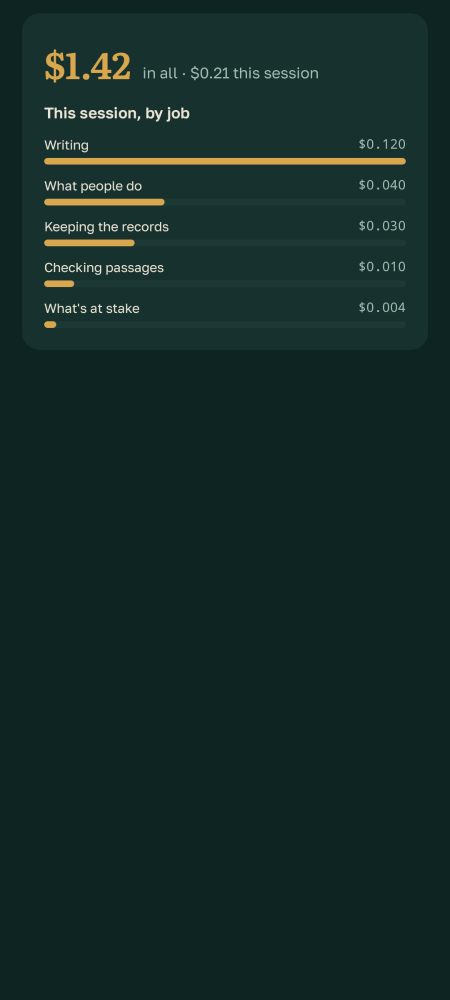 $1.42 in all · $0.21 this session
This session, by job
Writing $0.120
What people do $0.040
Keeping the records $0.030
Checking passages $0.010
What's at stake $0.004